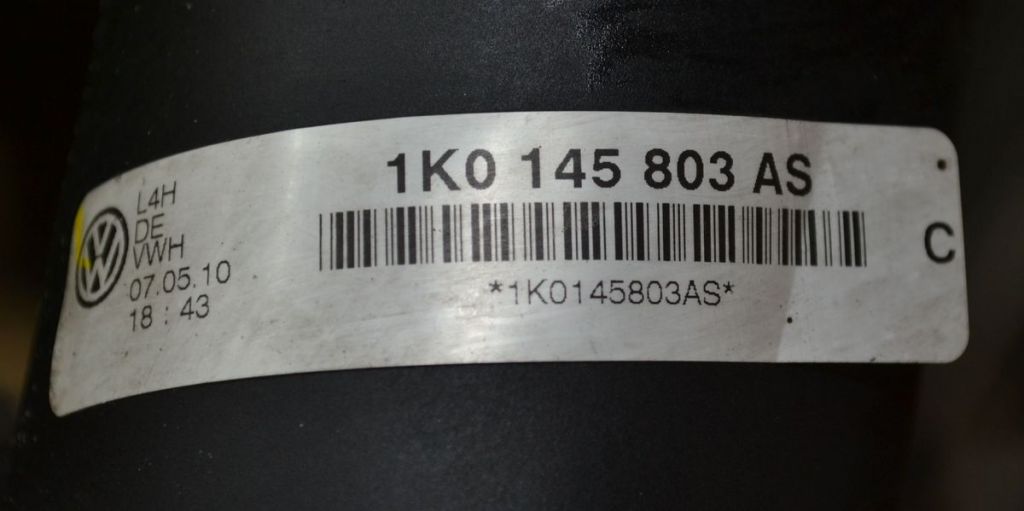 L4H
DE
VWH
07.05.10
18 : 43
1K0 145 803 AS
*1K0145803AS*
C